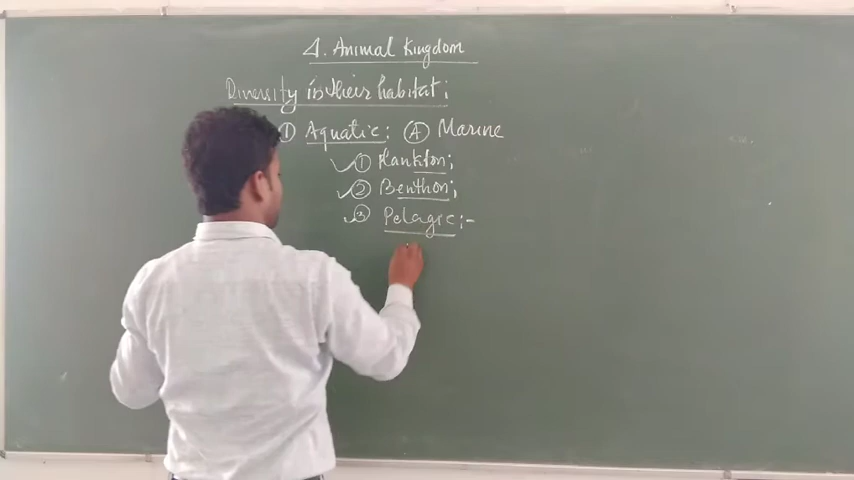 4. Animal Kingdom
Diversity in their habitat:
① Aquatic: Ⓐ Marine
① Plankton;
② Benthon;
③ Pelagic:-